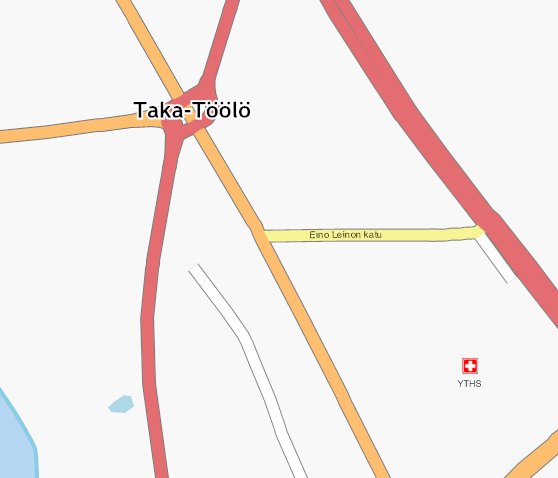 Taka-Töölö
Eino Leinon katu
YTHS